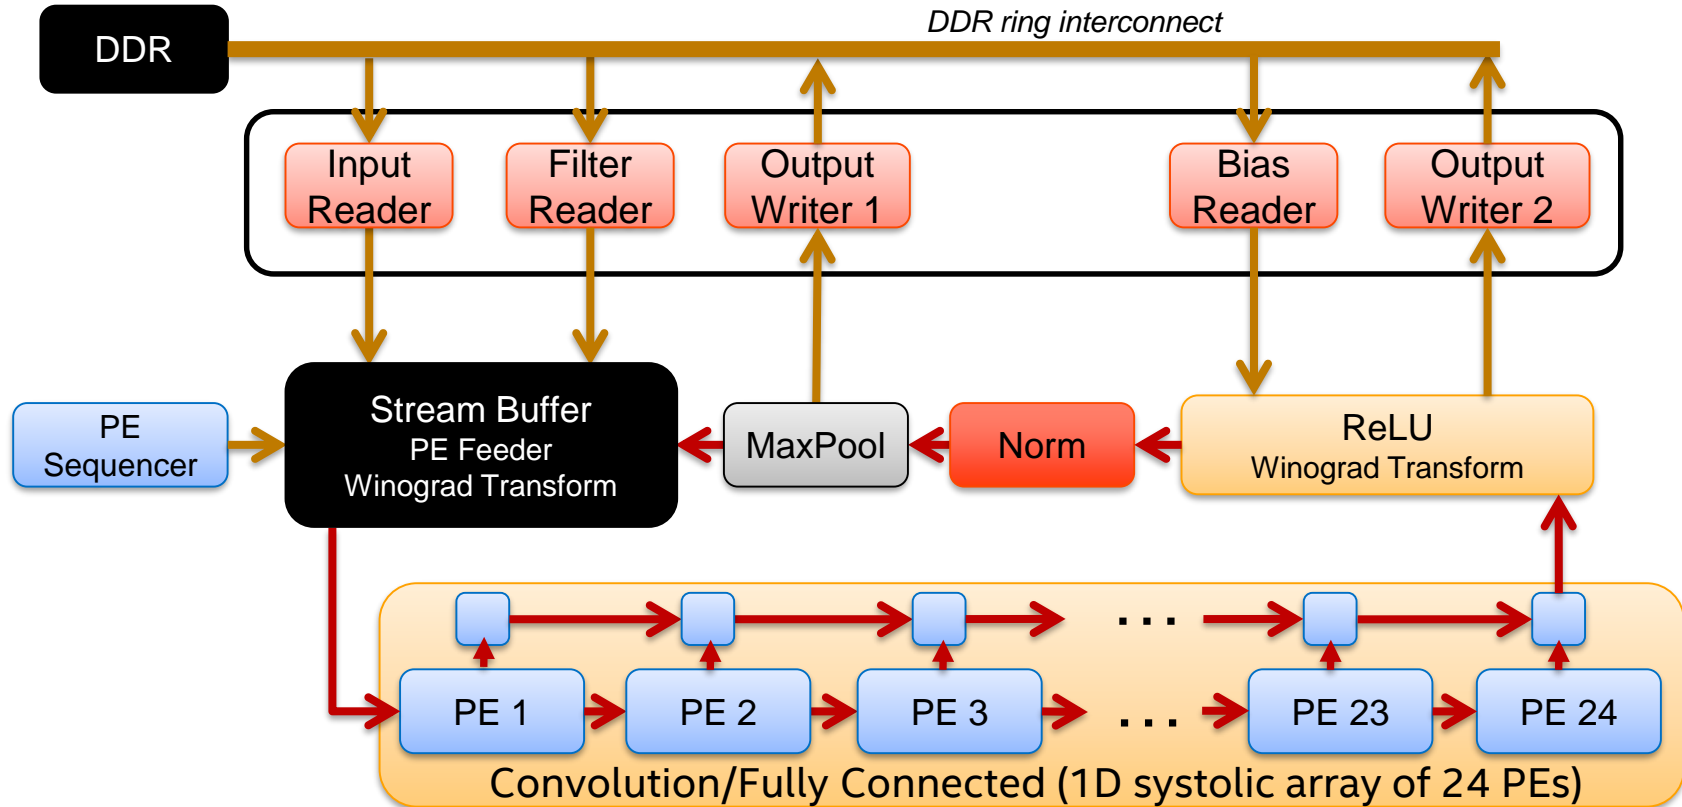 DDR ring interconnect
DDR
Input
Reader
Filter
Reader
Output
Writer 1
Bias
Reader
Output
Writer 2
PE
Sequencer
Stream Buffer
PE Feeder
Winograd Transform
MaxPool
Norm
ReLU
Winograd Transform
...
PE 1
PE 2
PE 3
...
PE 23
PE 24
Convolution/Fully Connected (1D systolic array of 24 PEs)